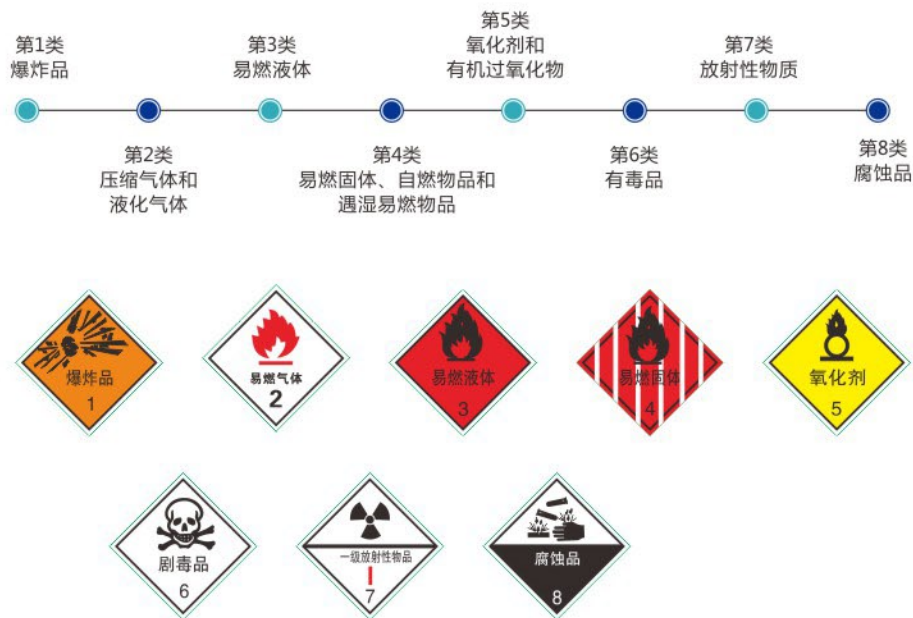 第1类
爆炸品
第3类
易燃液体
第5类
氧化剂和
有机过氧化物
第7类
放射性物质
第2类
压缩气体和
液化气体
第4类
易燃固体、自燃物品和
遇湿易燃物品
第6类
有毒品
第8类
腐蚀品
爆炸品
1
易燃气体
2
易燃液体
3
易燃固体
4
氧化剂
5
剧毒品
6
一级放射性物品
I
7
腐蚀品
8